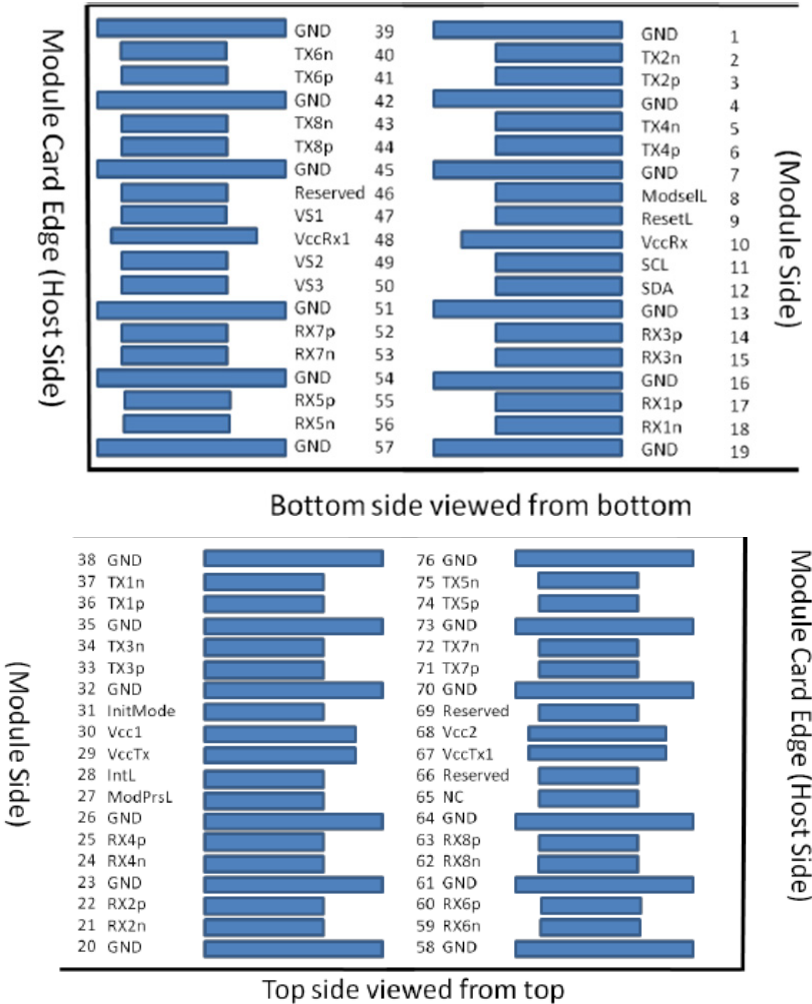 Module Card Edge (Host Side)
GND 39 GND 1
TX6n 40 TX2n 2
TX6p 41 TX2p 3
GND 42 GND 4
TX8n 43 TX4n 5
TX8p 44 TX4p 6
GND 45 GND 7
Reserved 46 ModselL 8
VS1 47 ResetL 9
VccRx1 48 VccRx 10
VS2 49 SCL 11
VS3 50 SDA 12
GND 51 GND 13
RX7p 52 RX3p 14
RX7n 53 RX3n 15
GND 54 GND 16
RX5p 55 RX1p 17
RX5n 56 RX1n 18
GND 57 GND 19
(Module Side)
Bottom side viewed from bottom
(Module Side)
38 GND 76 GND
37 TX1n 75 TX5n
36 TX1p 74 TX5p
35 GND 73 GND
34 TX3n 72 TX7n
33 TX3p 71 TX7p
32 GND 70 GND
31 InitMode 69 Reserved
30 Vcc1 68 Vcc2
29 VccTx 67 VccTx1
28 IntL 66 Reserved
27 ModPrsL 65 NC
26 GND 64 GND
25 RX4p 63 RX8p
24 RX4n 62 RX8n
23 GND 61 GND
22 RX2p 60 RX6p
21 RX2n 59 RX6n
20 GND 58 GND
Module Card Edge (Host Side)
Top side viewed from top